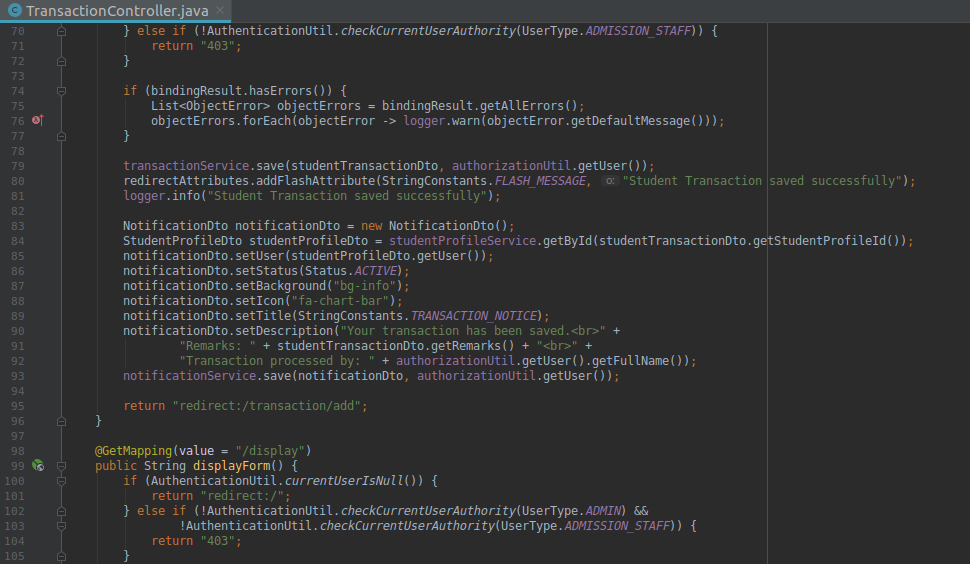 TransactionController.java ×
70 } else if (!AuthenticationUtil.checkCurrentUserAuthority(UserType.ADMISSION_STAFF)) {
71 return "403";
72 }
73
74 if (bindingResult.hasErrors()) {
75 List<ObjectError> objectErrors = bindingResult.getAllErrors();
76 objectErrors.forEach(objectError -> logger.warn(objectError.getDefaultMessage()));
77 }
78
79 transactionService.save(studentTransactionDto, authorizationUtil.getUser());
80 redirectAttributes.addFlashAttribute(StringConstants.FLASH_MESSAGE, o: "Student Transaction saved successfully");
81 logger.info("Student Transaction saved successfully");
82
83 NotificationDto notificationDto = new NotificationDto();
84 StudentProfileDto studentProfileDto = studentProfileService.getById(studentTransactionDto.getStudentProfileId());
85 notificationDto.setUser(studentProfileDto.getUser());
86 notificationDto.setStatus(Status.ACTIVE);
87 notificationDto.setBackground("bg-info");
88 notificationDto.setIcon("fa-chart-bar");
89 notificationDto.setTitle(StringConstants.TRANSACTION_NOTICE);
90 notificationDto.setDescription("Your transaction has been saved.<br>" +
91 "Remarks: " + studentTransactionDto.getRemarks() + "<br>" +
92 "Transaction processed by: " + authorizationUtil.getUser().getFullName());
93 notificationService.save(notificationDto, authorizationUtil.getUser());
94
95 return "redirect:/transaction/add";
96 }
97
98 @GetMapping(value = "/display")
99 public String displayForm() {
100 if (AuthenticationUtil.currentUserIsNull()) {
101 return "redirect:/";
102 } else if (!AuthenticationUtil.checkCurrentUserAuthority(UserType.ADMIN) &&
103 !AuthenticationUtil.checkCurrentUserAuthority(UserType.ADMISSION_STAFF)) {
104 return "403";
105 }